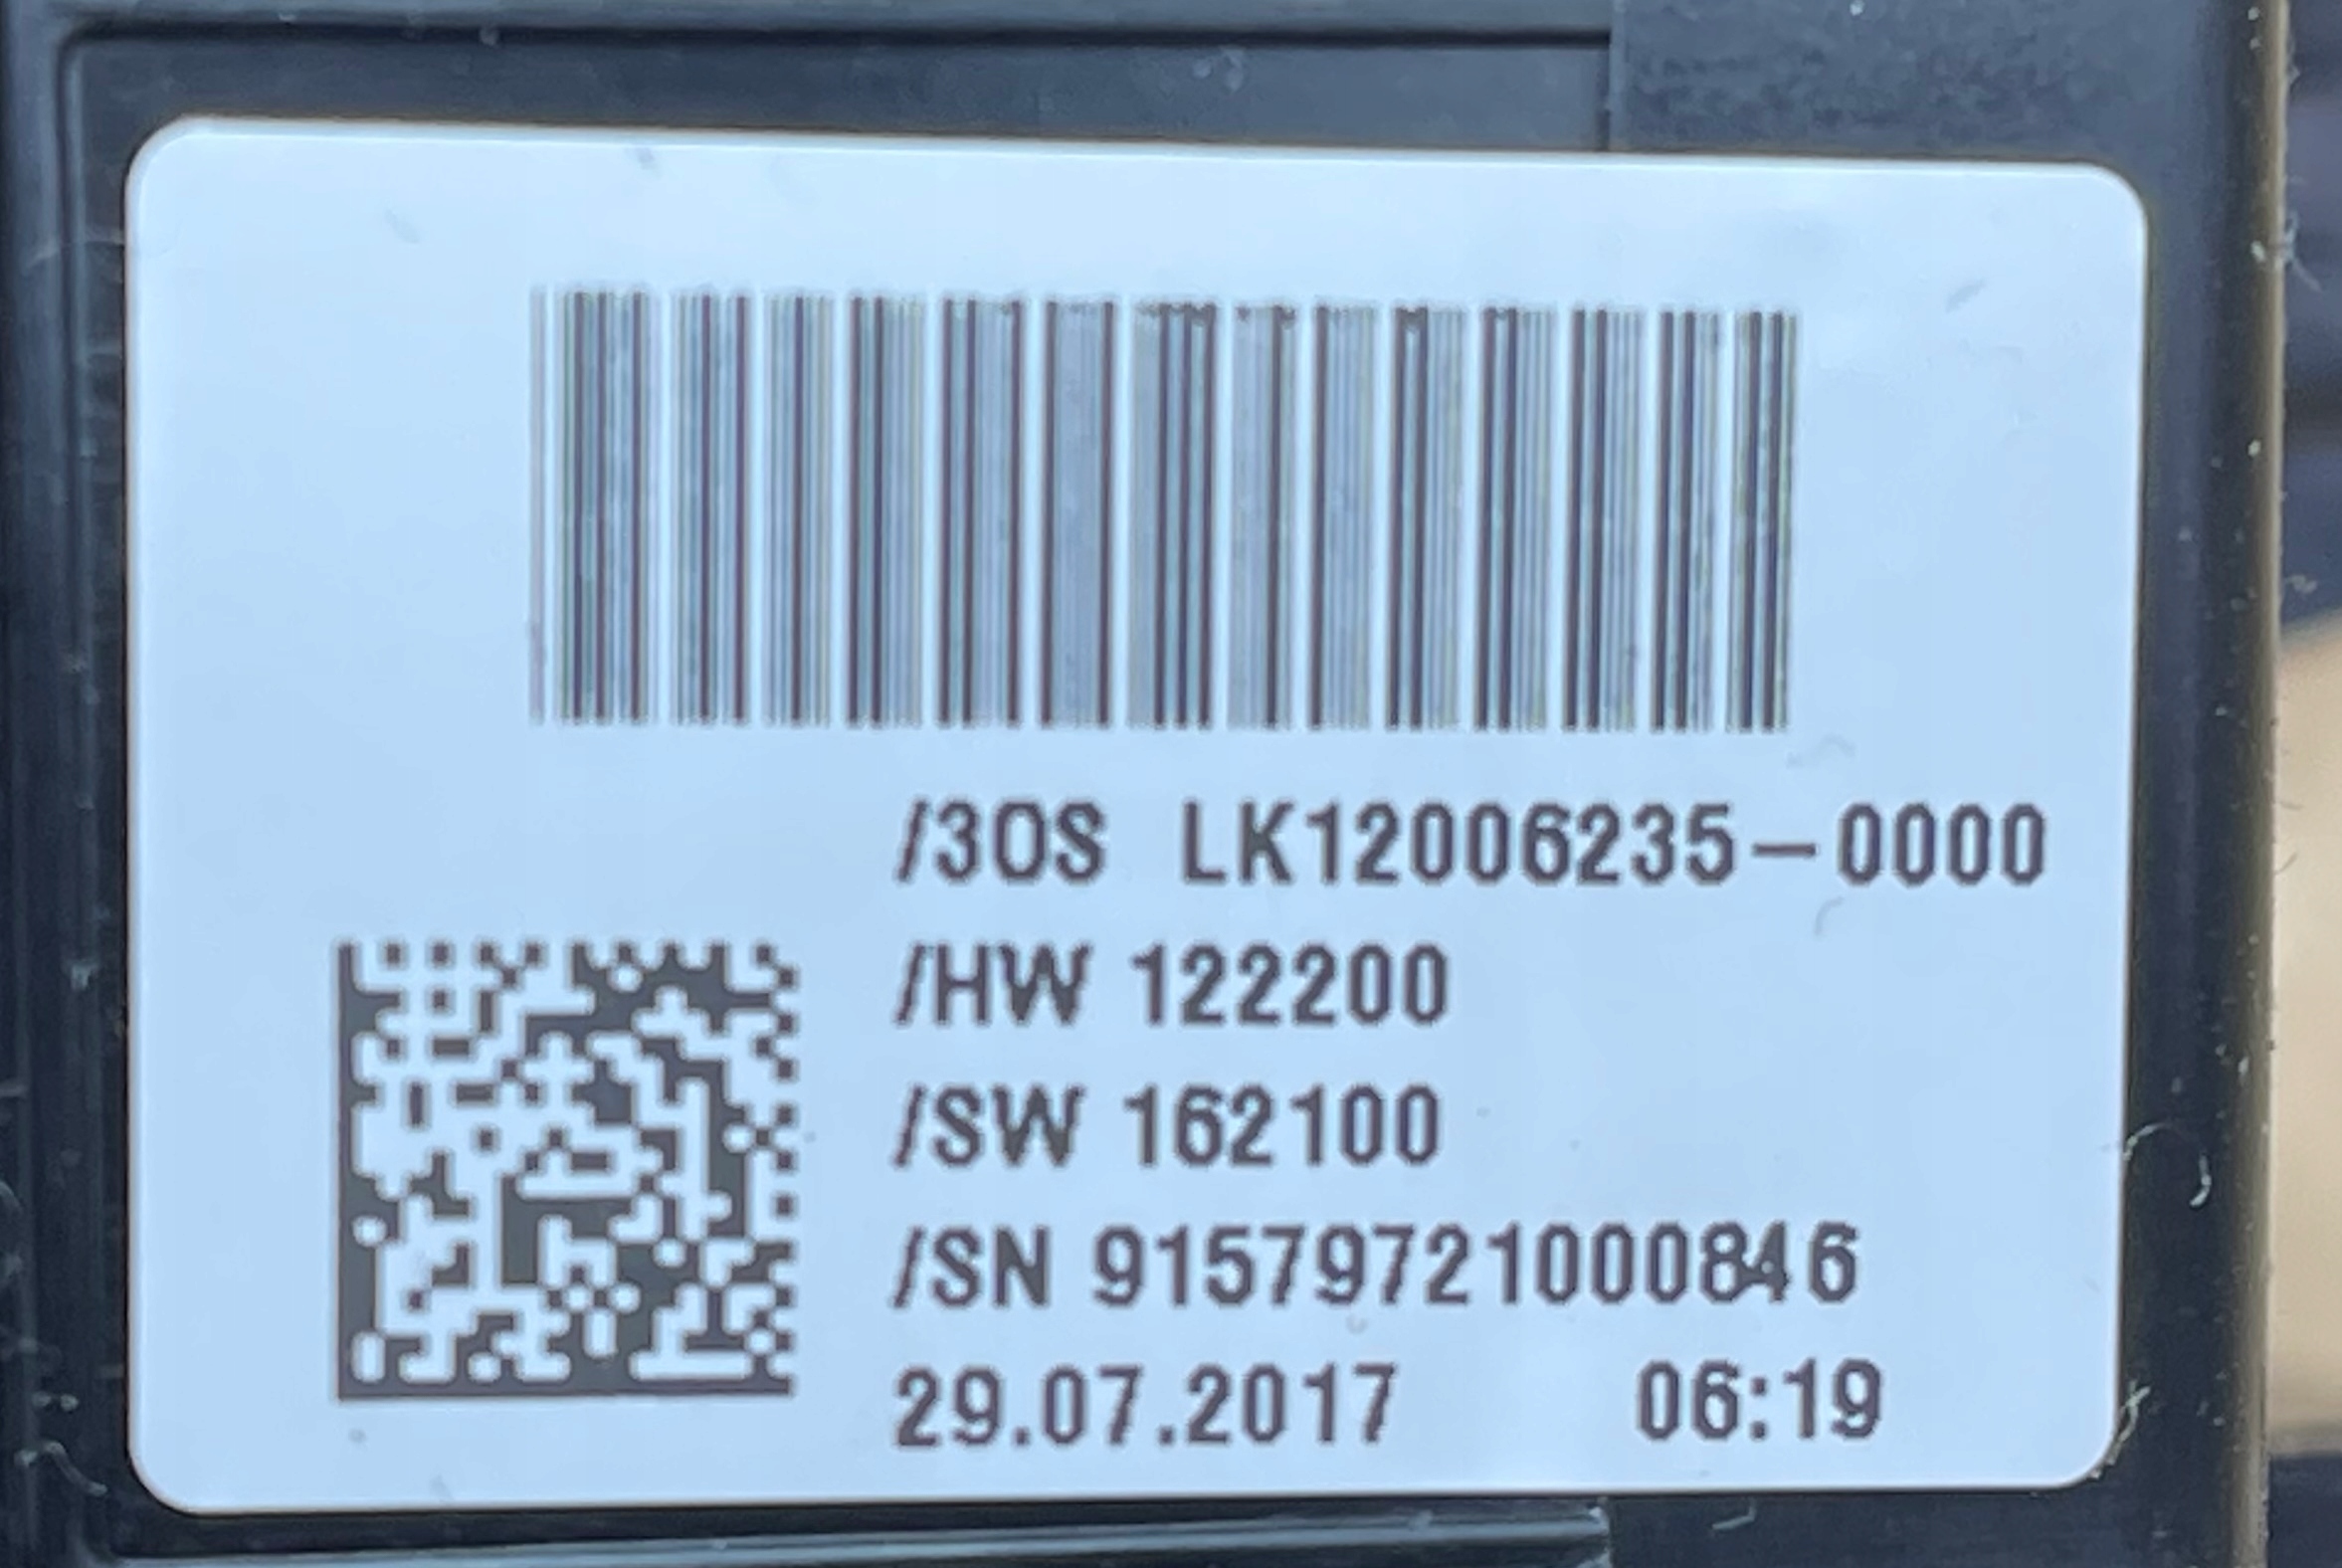 /3OS LK12006235-0000
/HW 122200
/SW 162100
/SN 91579721000846
29.07.2017 06:19